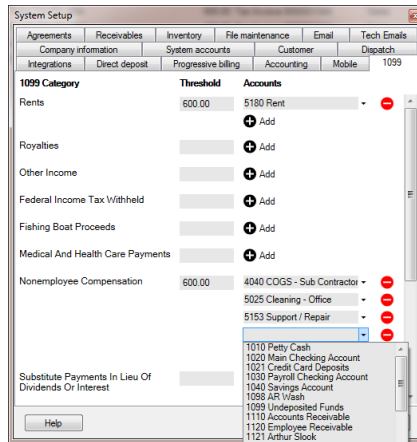 System Setup
Agreements Receivables Inventory File maintenance Email Tech Emails
Company information System accounts Customer Dispatch
Integrations Direct deposit Progressive billing Accounting Mobile 1099
1099 Category Threshold Accounts
Rents 600.00 5180 Rent
Add
Royalties Add
Other Income Add
Federal Income Tax Withheld Add
Fishing Boat Proceeds Add
Medical And Health Care Payments Add
Nonemployee Compensation 600.00 4040 COGS - Sub Contractor
5025 Cleaning - Office
5153 Support / Repair
1010 Petty Cash
1020 Main Checking Account
1021 Credit Card Deposits
1030 Payroll Checking Account
1040 Savings Account
1098 AR Wash
1099 Undeposited Funds
1110 Accounts Receivable
1120 Employee Receivable
1121 Arthur Slook
Substitute Payments In Lieu Of
Dividends Or Interest
Help